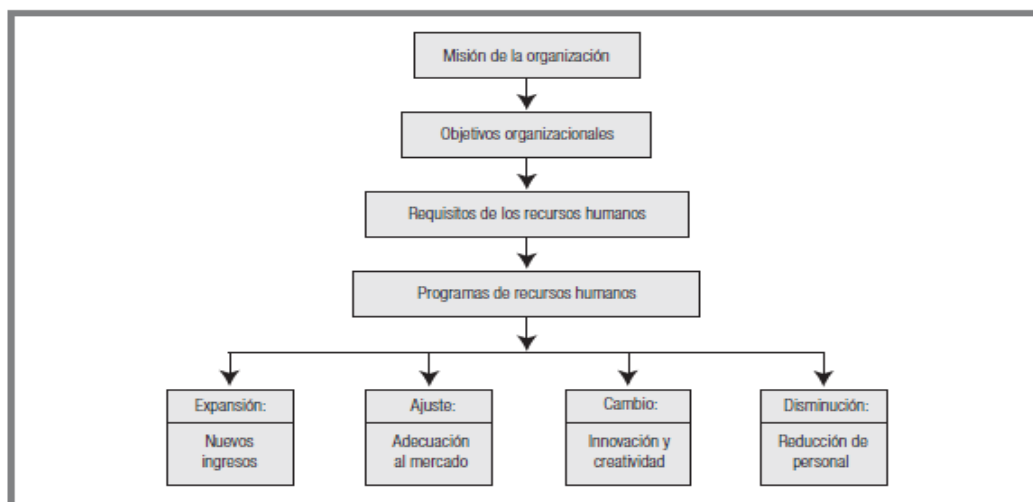 Misión de la organización
Objetivos organizacionales
Requisitos de los recursos humanos
Programas de recursos humanos
Expansión:
Nuevos
ingresos
Ajuste:
Adecuación
al mercado
Cambio:
Innovación y
creatividad
Disminución:
Reducción de
personal